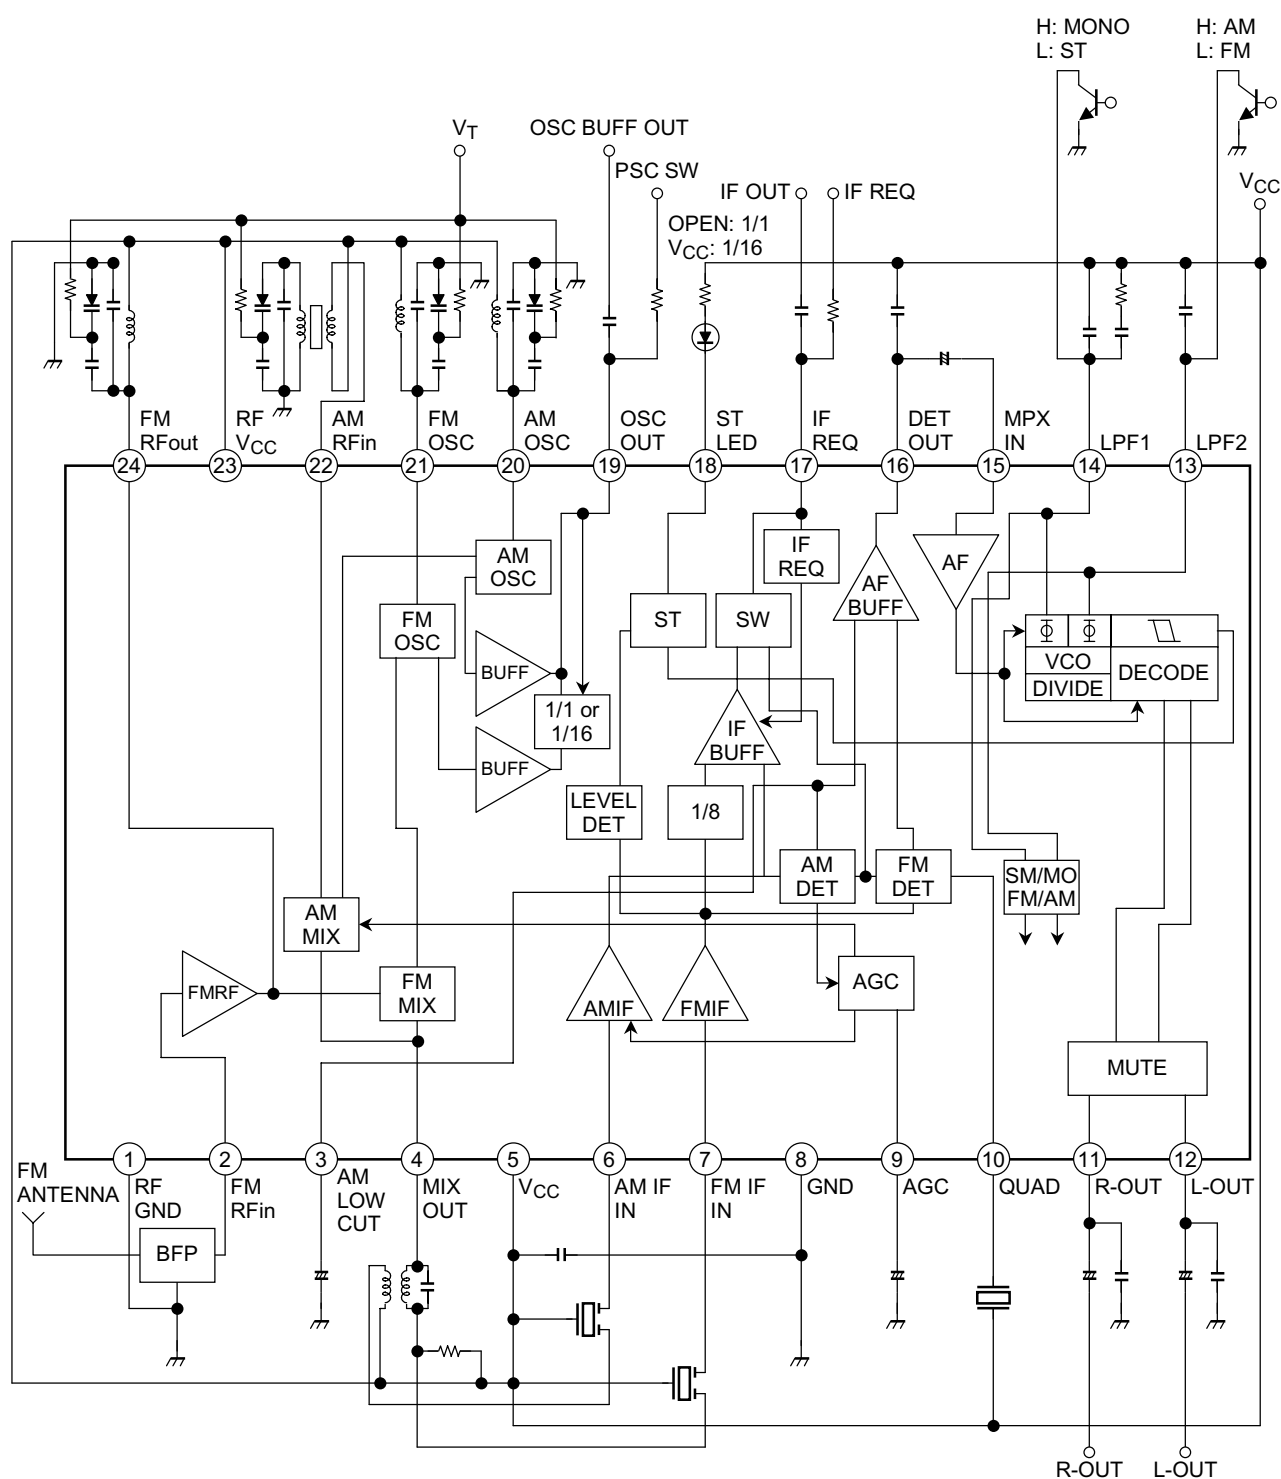 H: MONO
L: ST
H: AM
L: FM
VT
OSC BUFF OUT
PSC SW
IF OUT
IF REQ
VCC
OPEN: 1/1
VCC: 1/16
FM
RFout
RF
VCC
AM
RFin
FM
OSC
AM
OSC
OSC
OUT
ST
LED
IF
REQ
DET
OUT
MPX
IN
LPF1
LPF2
24
23
22
21
20
19
18
17
16
15
14
13
AM
OSC
IF
REQ
AF
AF
BUFF
FM
OSC
ST
SW
BUFF
VCO
DIVIDE
DECODE
1/1 or
1/16
IF
BUFF
BUFF
LEVEL
DET
1/8
AM
DET
FM
DET
SM/MO
FM/AM
AM
MIX
FMRF
FM
MIX
AMIF
FMIF
AGC
MUTE
1
2
3
4
5
6
7
8
9
10
11
12
FM
ANTENNA
RF
GND
FM
RFin
AM
LOW
CUT
MIX
OUT
VCC
AM IF
IN
FM IF
IN
GND
AGC
QUAD
R-OUT
L-OUT
BFP
R-OUT
L-OUT